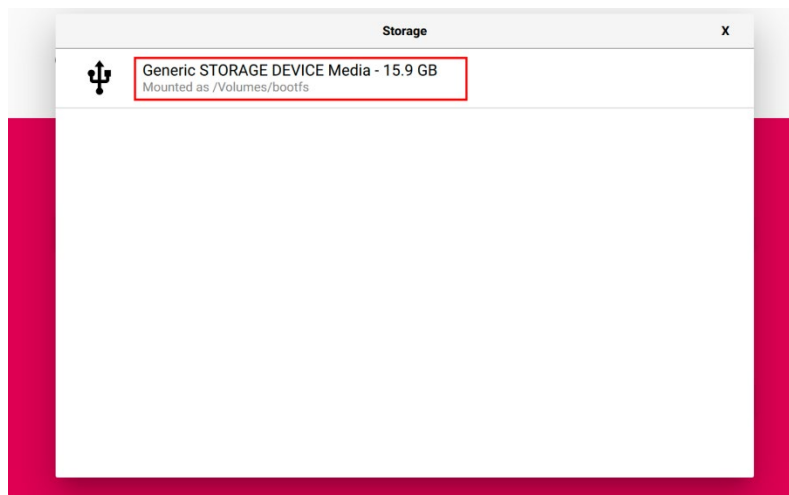 Storage
X
Generic STORAGE DEVICE Media - 15.9 GB
Mounted as /Volumes/bootfs